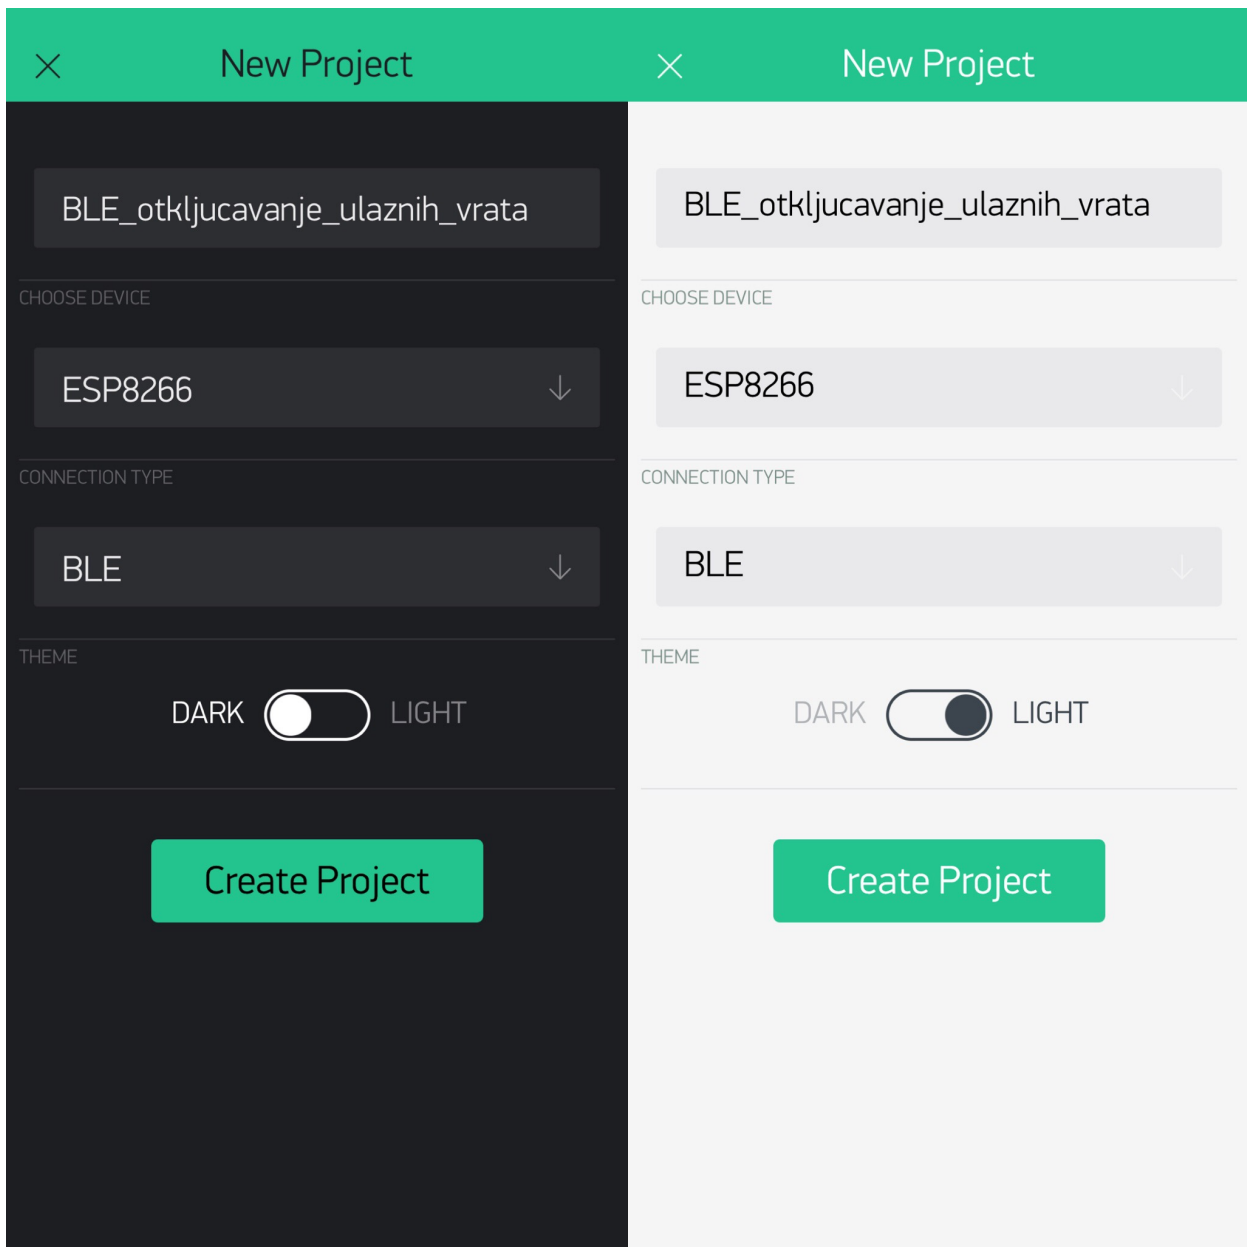 New Project
BLE_otkljucavanje_ulaznih_vrata
CHOOSE DEVICE
ESP8266
CONNECTION TYPE
BLE
THEME
DARK LIGHT
Create Project
New Project
BLE_otkljucavanje_ulaznih_vrata
CHOOSE DEVICE
ESP8266
CONNECTION TYPE
BLE
THEME
DARK LIGHT
Create Project